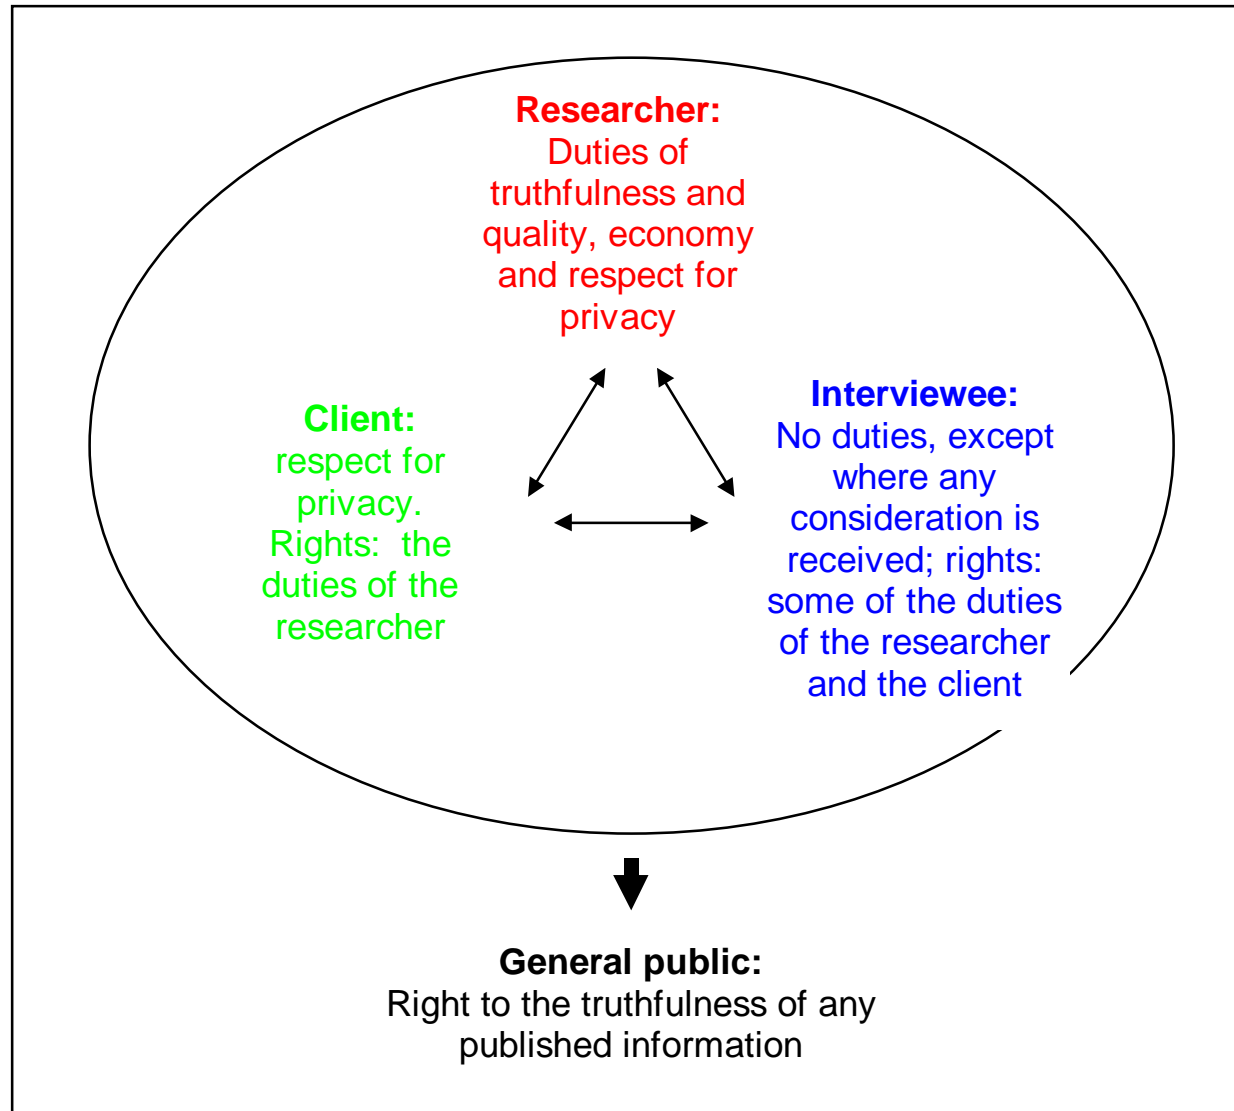 Researcher:
Duties of
truthfulness and
quality, economy
and respect for
privacy
Client:
respect for
privacy.
Rights:  the
duties of the
researcher
Interviewee:
No duties, except
where any
consideration is
received; rights:
some of the duties
of the researcher
and the client
General public:
Right to the truthfulness of any
published information